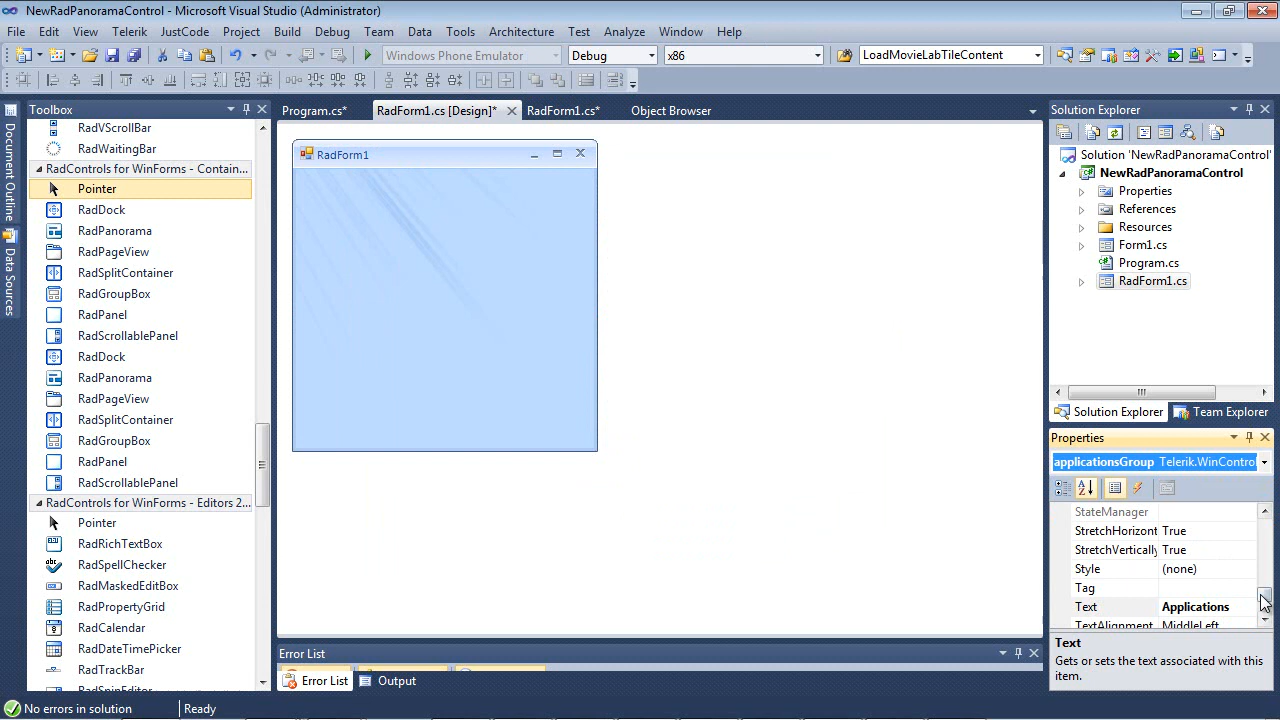 NewRadPanoramaControl - Microsoft Visual Studio (Administrator)
File Edit View Telerik JustCode Project Build Debug Team Data Tools Architecture Test Analyze Window Help
Windows Phone Emulator Debug x86 LoadMovieLabTileContent
Toolbox
Program.cs* RadForm1.cs [Design]* RadForm1.cs* Object Browser
Solution Explorer
Document Outline
Data Sources
RadVScrollBar
RadWaitingBar
RadControls for WinForms - Contain...
Pointer
RadDock
RadPanorama
RadPageView
RadSplitContainer
RadGroupBox
RadPanel
RadScrollablePanel
RadDock
RadPanorama
RadPageView
RadSplitContainer
RadGroupBox
RadPanel
RadScrollablePanel
RadControls for WinForms - Editors 2...
Pointer
RadRichTextBox
RadSpellChecker
RadMaskedEditBox
RadPropertyGrid
RadCalendar
RadDateTimePicker
RadTrackBar
RadSpinEditor
RadForm1
Solution 'NewRadPanoramaControl'
NewRadPanoramaControl
Properties
References
Resources
Form1.cs
Program.cs
RadForm1.cs
Solution Explorer Team Explorer
Properties
applicationsGroup Telerik.WinControl
StateManager
StretchHorizont True
StretchVertically True
Style (none)
Tag
Text Applications
TextAlignment MiddleLeft
Text
Gets or sets the text associated with this
item.
Error List
Error List Output
No errors in solution Ready